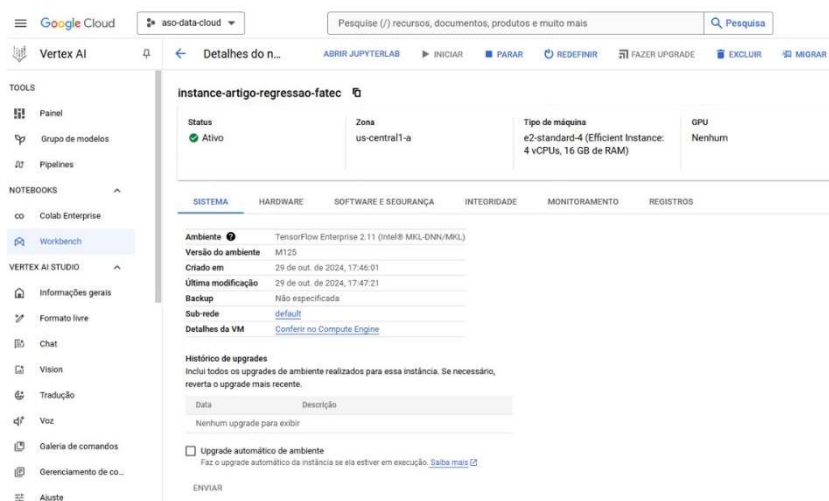 Google Cloud
aso-data-cloud
Pesquise (/) recursos, documentos, produtos e muito mais
Pesquisa
Vertex AI
Detalhes do n...
ABRIR JUPYTERLAB
INICIAR
PARAR
REDEFINIR
FAZER UPGRADE
EXCLUIR
MIGRAR
TOOLS
Painel
Grupo de modelos
Pipelines
NOTEBOOKS
Colab Enterprise
Workbench
VERTEX AI STUDIO
Informações gerais
Formato livre
Chat
Vision
Tradução
Voz
Galeria de comandos
Gerenciamento de co...
Ajuste
instance-artigo-regressao-fatec
Status
Ativo
Zona
us-central1-a
Tipo de máquina
e2-standard-4 (Efficient Instance:
4 vCPUs, 16 GB de RAM)
GPU
Nenhum
SISTEMA
HARDWARE
SOFTWARE E SEGURANÇA
INTEGRIDADE
MONITORAMENTO
REGISTROS
Ambiente TensorFlow Enterprise 2.11 (Intel® MKL-DNN/MKL)
Versão do ambiente M125
Criado em 29 de out. de 2024, 17:46:01
Última modificação 29 de out. de 2024, 17:47:21
Backup Não especificada
Sub-rede default
Detalhes da VM Conferir no Compute Engine
Histórico de upgrades
Inclui todos os upgrades de ambiente realizados para essa instância. Se necessário,
reverta o upgrade mais recente.
Data Descrição
Nenhum upgrade para exibir
Upgrade automático de ambiente
Faz o upgrade automático da instância se ela estiver em execução. Saiba mais
ENVIAR